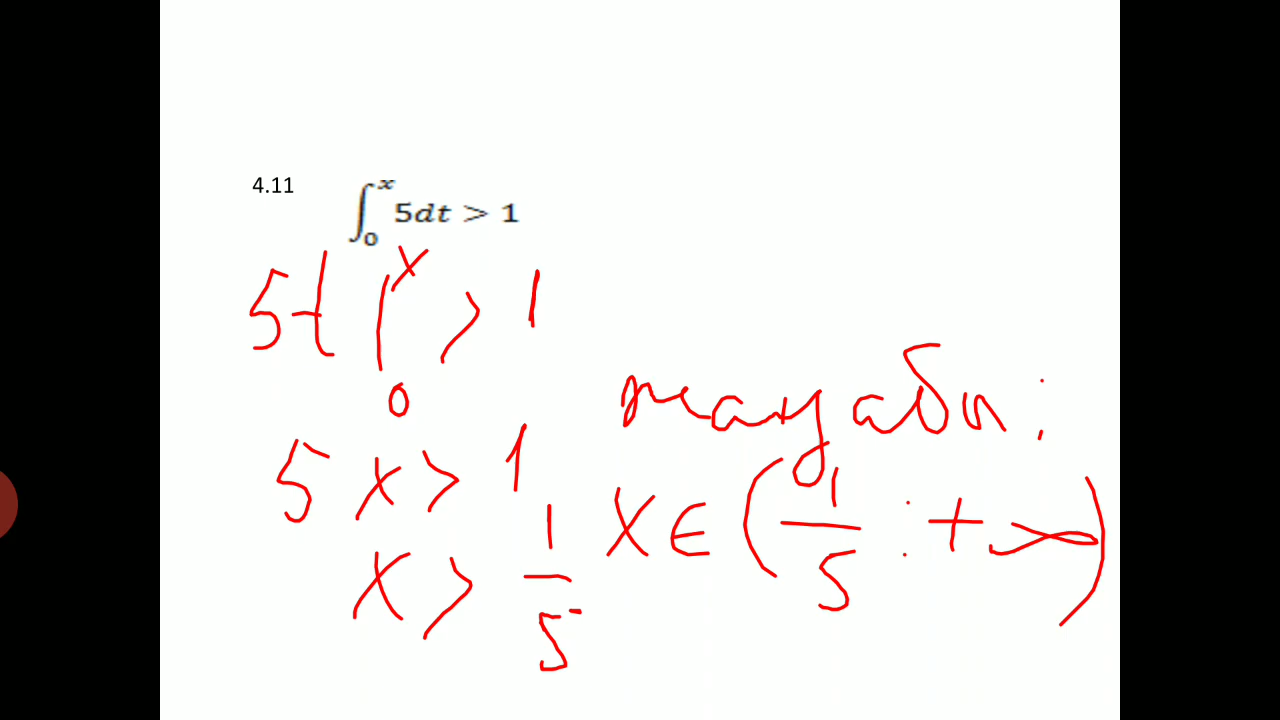 4.11 ∫₀ˣ 5dt > 1
5t |₀ˣ > 1
5x > 1
x > 1/5
жауабы:
x ∈ (1/5 : +∞)